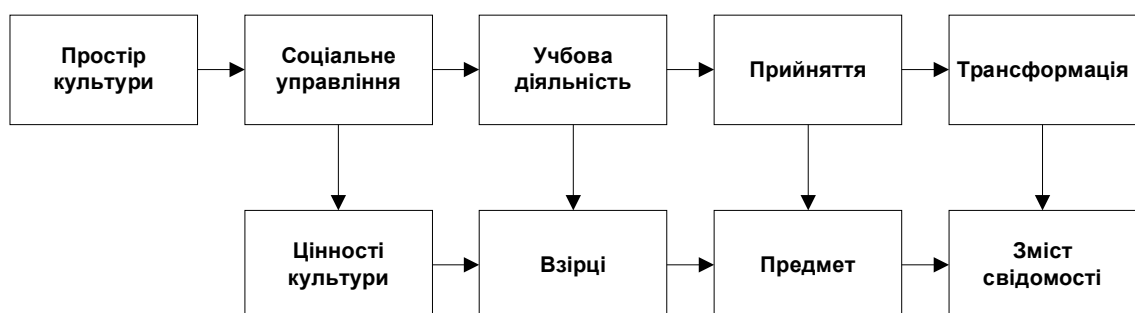 Простір
культури
Соціальне
управління
Учбова
діяльність
Прийняття
Трансформація
Цінності
культури
Взірці
Предмет
Зміст
свідомості